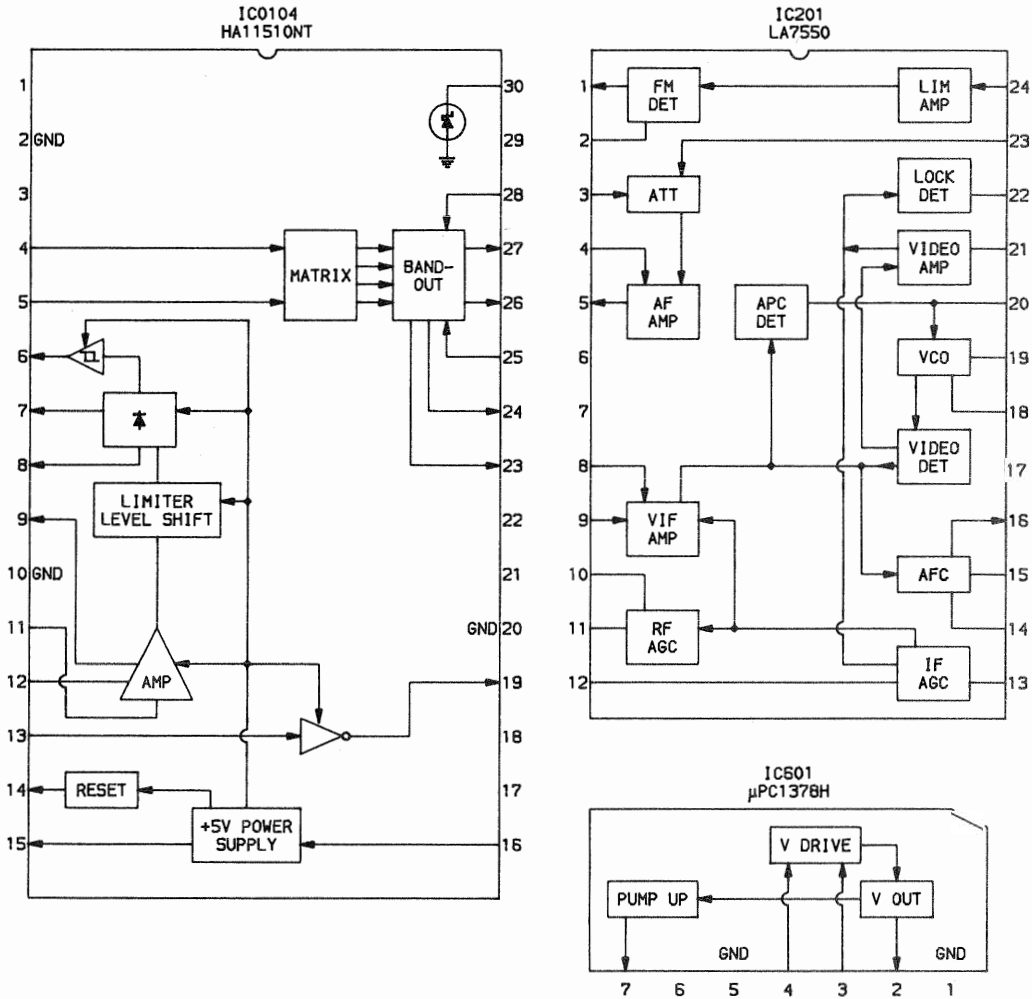 IC0104
HA11510NT
1
30
2 GND
29
3
28
4
MATRIX
BAND-
OUT
27
5
26
6
25
7
24
8
23
LIMITER
LEVEL SHIFT
9
22
10 GND
21
11
GND 20
12
AMP
19
13
18
14
RESET
17
15
+5V POWER
SUPPLY
16
IC201
LA7550
1
FM
DET
LIM
AMP
24
2
23
3
ATT
LOCK
DET
22
4
VIDEO
AMP
21
5
AF
AMP
APC
DET
20
6
VCO
19
7
18
8
VIDEO
DET
17
9
VIF
AMP
16
10
AFC
15
11
RF
AGC
14
12
IF
AGC
13
IC601
µPC1378H
V DRIVE
PUMP UP
V OUT
GND
GND
7 6 5 4 3 2 1